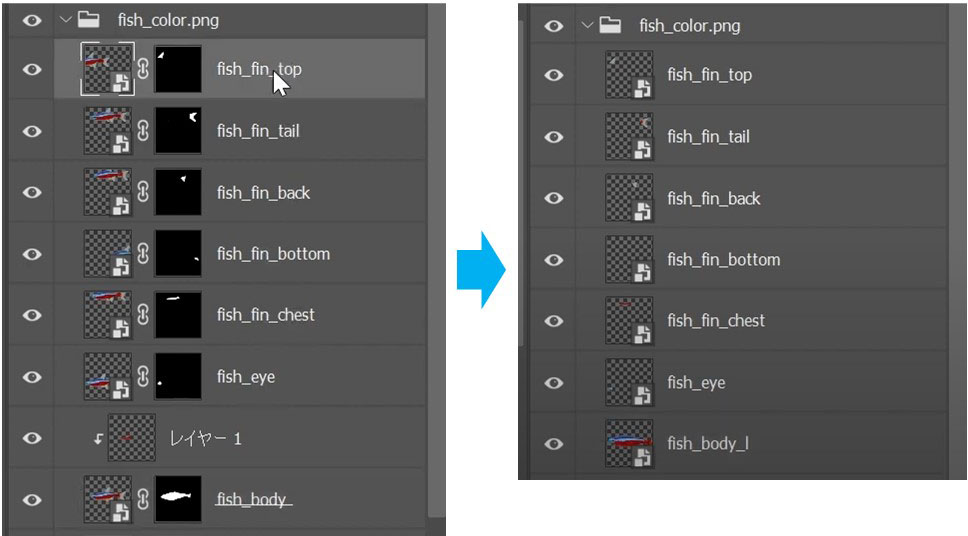 fish_color.png
fish_fin_top
fish_fin_tail
fish_fin_back
fish_fin_bottom
fish_fin_chest
fish_eye
レイヤー 1
fish_body
fish_color.png
fish_fin_top
fish_fin_tail
fish_fin_back
fish_fin_bottom
fish_fin_chest
fish_eye
fish_body_l